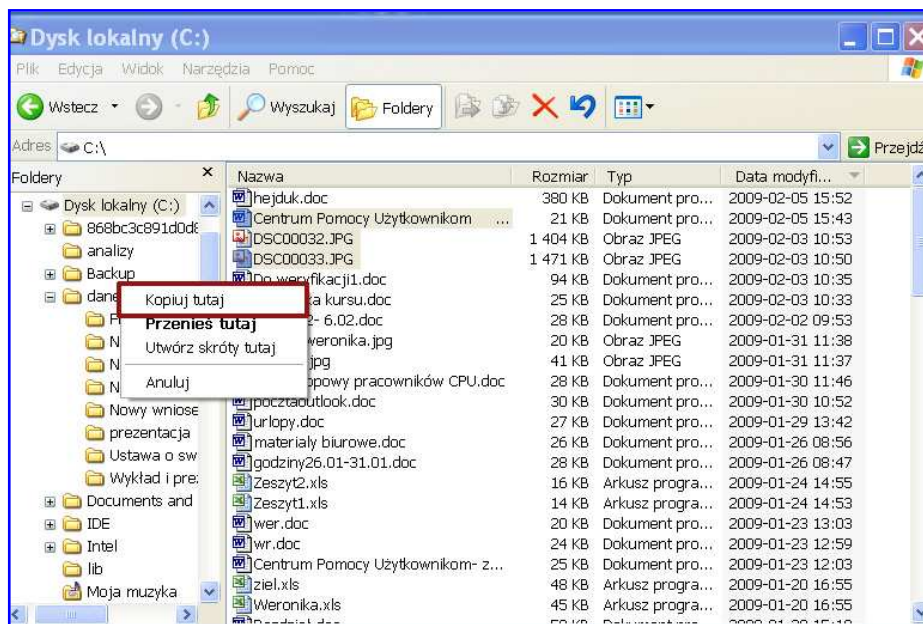 Dysk lokalny (C:)
Plik Edycja Widok Narzędzia Pomoc
Wstecz Wyszukaj Foldery
Adres C:\ Przejdź
Foldery x Nazwa Rozmiar Typ Data modyfi...
Dysk lokalny (C:) hejduk.doc 380 KB Dokument pro... 2009-02-05 15:52
868bc3c891d0d Centrum Pomocy Użytkownikom ... 21 KB Dokument pro... 2009-02-05 15:43
DSC00032.JPG 1 404 KB Obraz JPEG 2009-02-03 10:53
analizy DSC00033.JPG 1 471 KB Obraz JPEG 2009-02-03 10:50
Backup Do weryfikacji1.doc 94 KB Dokument pro... 2009-02-03 10:35
dane Kopiuj tutaj a kursu.doc 25 KB Dokument pro... 2009-02-03 10:33
Przenieś tutaj 2- 6.02.doc 28 KB Dokument pro... 2009-02-02 09:53
N Utwórz skróty tutaj weronika.jpg 20 KB Obraz JPEG 2009-01-31 11:38
N jpg 41 KB Obraz JPEG 2009-01-31 11:37
N Anuluj opowy pracowników CPU.doc 28 KB Dokument pro... 2009-01-30 11:46
Nowy wniose pocztaoutlook.doc 30 KB Dokument pro... 2009-01-30 10:52
prezentacja urlopy.doc 27 KB Dokument pro... 2009-01-29 13:42
materialy biurowe.doc 26 KB Dokument pro... 2009-01-26 08:56
Ustawa o sw godziny26.01-31.01.doc 28 KB Dokument pro... 2009-01-26 08:47
Wykład i pre: Zeszyt2.xls 16 KB Arkusz progra... 2009-01-24 14:55
Documents and Zeszyt1.xls 14 KB Arkusz progra... 2009-01-24 14:53
IDE wer.doc 20 KB Dokument pro... 2009-01-23 13:03
Intel wr.doc 24 KB Dokument pro... 2009-01-23 12:59
lib Centrum Pomocy Użytkownikom- z... 25 KB Dokument pro... 2009-01-23 12:03
Moja muzyka ziel.xls 48 KB Arkusz progra... 2009-01-20 16:55
Weronika.xls 45 KB Arkusz progra... 2009-01-20 16:55